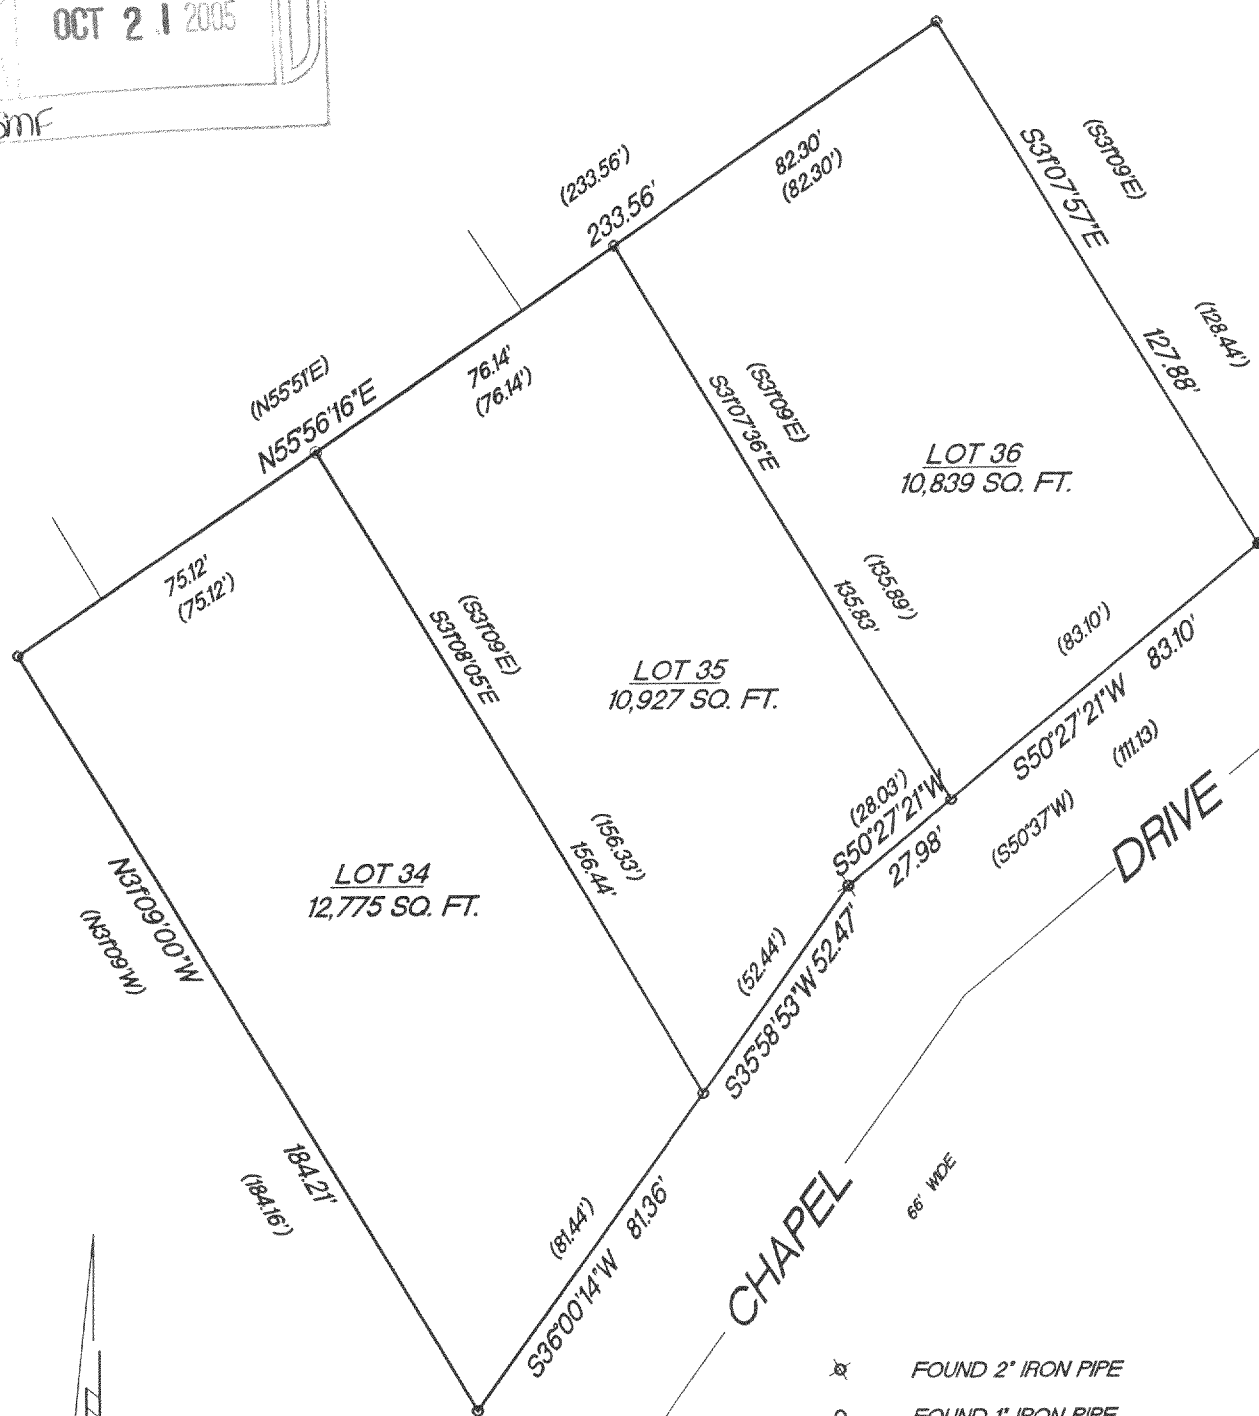 OCT 21 2005
SMF
(233.56')
233.56'
82.30'
(82.30')
(S31°09'E)
S31°07'57"E
(128.44')
127.88'
(N55°51'E)
N55°56'16"E
76.14'
(76.14')
(S31°09'E)
S31°07'36"E
LOT 36
10,839 SQ. FT.
75.12'
(75.12')
(S31°09'E)
S31°08'05"E
(135.89')
135.83'
LOT 35
10,927 SQ. FT.
(83.10')
S50°27'21"W 83.10'
(111.13)
(S50°37'W)
(28.03')
S50°27'21"W
27.98'
DRIVE
(156.33')
156.44'
LOT 34
12,775 SQ. FT.
N31°09'00"W
(N31°09'W)
(52.44')
S35°58'53"W 52.47'
184.21'
(184.16')
(81.44')
S36°00'14"W 81.36'
CHAPEL
66' WIDE
FOUND 2" IRON PIPE
FOUND 1" IRON PIPE